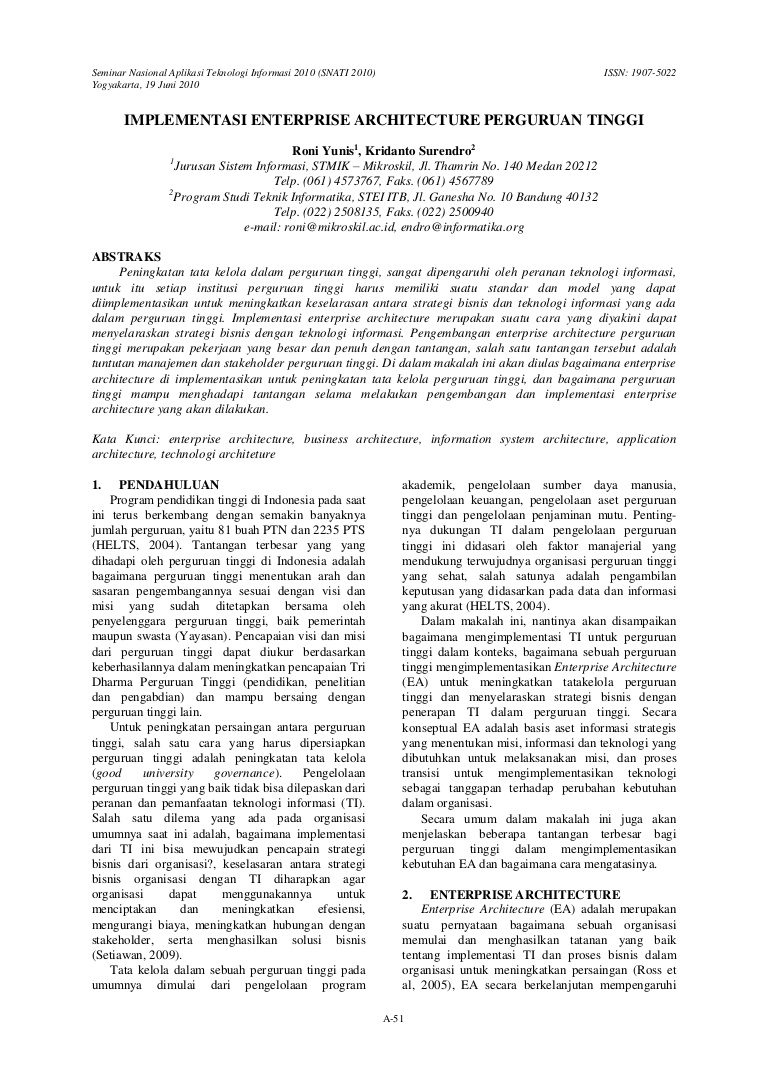 Seminar Nasional Aplikasi Teknologi Informasi 2010 (SNATI 2010) ISSN: 1907-5022
Yogyakarta, 19 Juni 2010
IMPLEMENTASI ENTERPRISE ARCHITECTURE PERGURUAN TINGGI
Roni Yunis1, Kridanto Surendro2
1Jurusan Sistem Informasi, STMIK – Mikroskil, Jl. Thamrin No. 140 Medan 20212
Telp. (061) 4573767, Faks. (061) 4567789
2Program Studi Teknik Informatika, STEI ITB, Jl. Ganesha No. 10 Bandung 40132
Telp. (022) 2508135, Faks. (022) 2500940
e-mail: roni@mikroskil.ac.id, endro@informatika.org
ABSTRAKS
Peningkatan tata kelola dalam perguruan tinggi, sangat dipengaruhi oleh peranan teknologi informasi,
untuk itu setiap institusi perguruan tinggi harus memiliki suatu standar dan model yang dapat
diimplementasikan untuk meningkatkan keselarasan antara strategi bisnis dan teknologi informasi yang ada
dalam perguruan tinggi. Implementasi enterprise architecture merupakan suatu cara yang diyakini dapat
menyelaraskan strategi bisnis dengan teknologi informasi. Pengembangan enterprise architecture perguruan
tinggi merupakan pekerjaan yang besar dan penuh dengan tantangan, salah satu tantangan tersebut adalah
tuntutan manajemen dan stakeholder perguruan tinggi. Di dalam makalah ini akan diulas bagaimana enterprise
architecture di implementasikan untuk peningkatan tata kelola perguruan tinggi, dan bagaimana perguruan
tinggi mampu menghadapi tantangan selama melakukan pengembangan dan implementasi enterprise
architecture yang akan dilakukan.
Kata Kunci: enterprise architecture, business architecture, information system architecture, application
architecture, technologi architeture
1. PENDAHULUAN
Program pendidikan tinggi di Indonesia pada saat
ini terus berkembang dengan semakin banyaknya
jumlah perguruan, yaitu 81 buah PTN dan 2235 PTS
(HELTS, 2004). Tantangan terbesar yang yang
dihadapi oleh perguruan tinggi di Indonesia adalah
bagaimana perguruan tinggi menentukan arah dan
sasaran pengembangannya sesuai dengan visi dan
misi yang sudah ditetapkan bersama oleh
penyelenggara perguruan tinggi, baik pemerintah
maupun swasta (Yayasan). Pencapaian visi dan misi
dari perguruan tinggi dapat diukur berdasarkan
keberhasilannya dalam meningkatkan pencapaian Tri
Dharma Perguruan Tinggi (pendidikan, penelitian
dan pengabdian) dan mampu bersaing dengan
perguruan tinggi lain.
Untuk peningkatan persaingan antara perguruan
tinggi, salah satu cara yang harus dipersiapkan
perguruan tinggi adalah peningkatan tata kelola
(good university governance). Pengelolaan
perguruan tinggi yang baik tidak bisa dilepaskan dari
peranan dan pemanfaatan teknologi informasi (TI).
Salah satu dilema yang ada pada organisasi
umumnya saat ini adalah, bagaimana implementasi
dari TI ini bisa mewujudkan pencapain strategi
bisnis dari organisasi?, keselasaran antara strategi
bisnis organisasi dengan TI diharapkan agar
organisasi dapat menggunakannya untuk
menciptakan dan meningkatkan efesiensi,
mengurangi biaya, meningkatkan hubungan dengan
stakeholder, serta menghasilkan solusi bisnis
(Setiawan, 2009).
Tata kelola dalam sebuah perguruan tinggi pada
umumnya dimulai dari pengelolaan program
akademik, pengelolaan sumber daya manusia,
pengelolaan keuangan, pengelolaan aset perguruan
tinggi dan pengelolaan penjaminan mutu. Penting-
nya dukungan TI dalam pengelolaan perguruan
tinggi ini didasari oleh faktor manajerial yang
mendukung terwujudnya organisasi perguruan tinggi
yang sehat, salah satunya adalah pengambilan
keputusan yang didasarkan pada data dan informasi
yang akurat (HELTS, 2004).
Dalam makalah ini, nantinya akan disampaikan
bagaimana mengimplementasi TI untuk perguruan
tinggi dalam konteks, bagaimana sebuah perguruan
tinggi mengimplementasikan Enterprise Architecture
(EA) untuk meningkatkan tatakelola perguruan
tinggi dan menyelaraskan strategi bisnis dengan
penerapan TI dalam perguruan tinggi. Secara
konseptual EA adalah basis aset informasi strategis
yang menentukan misi, informasi dan teknologi yang
dibutuhkan untuk melaksanakan misi, dan proses
transisi untuk mengimplementasikan teknologi
sebagai tanggapan terhadap perubahan kebutuhan
dalam organisasi.
Secara umum dalam makalah ini juga akan
menjelaskan beberapa tantangan terbesar bagi
perguruan tinggi dalam mengimplementasikan
kebutuhan EA dan bagaimana cara mengatasinya.
2. ENTERPRISE ARCHITECTURE
Enterprise Architecture (EA) adalah merupakan
suatu pernyataan bagaimana sebuah organisasi
memulai dan menghasilkan tatanan yang baik
tentang implementasi TI dan proses bisnis dalam
organisasi untuk meningkatkan persaingan (Ross et
al, 2005), EA secara berkelanjutan mempengaruhi
A-51